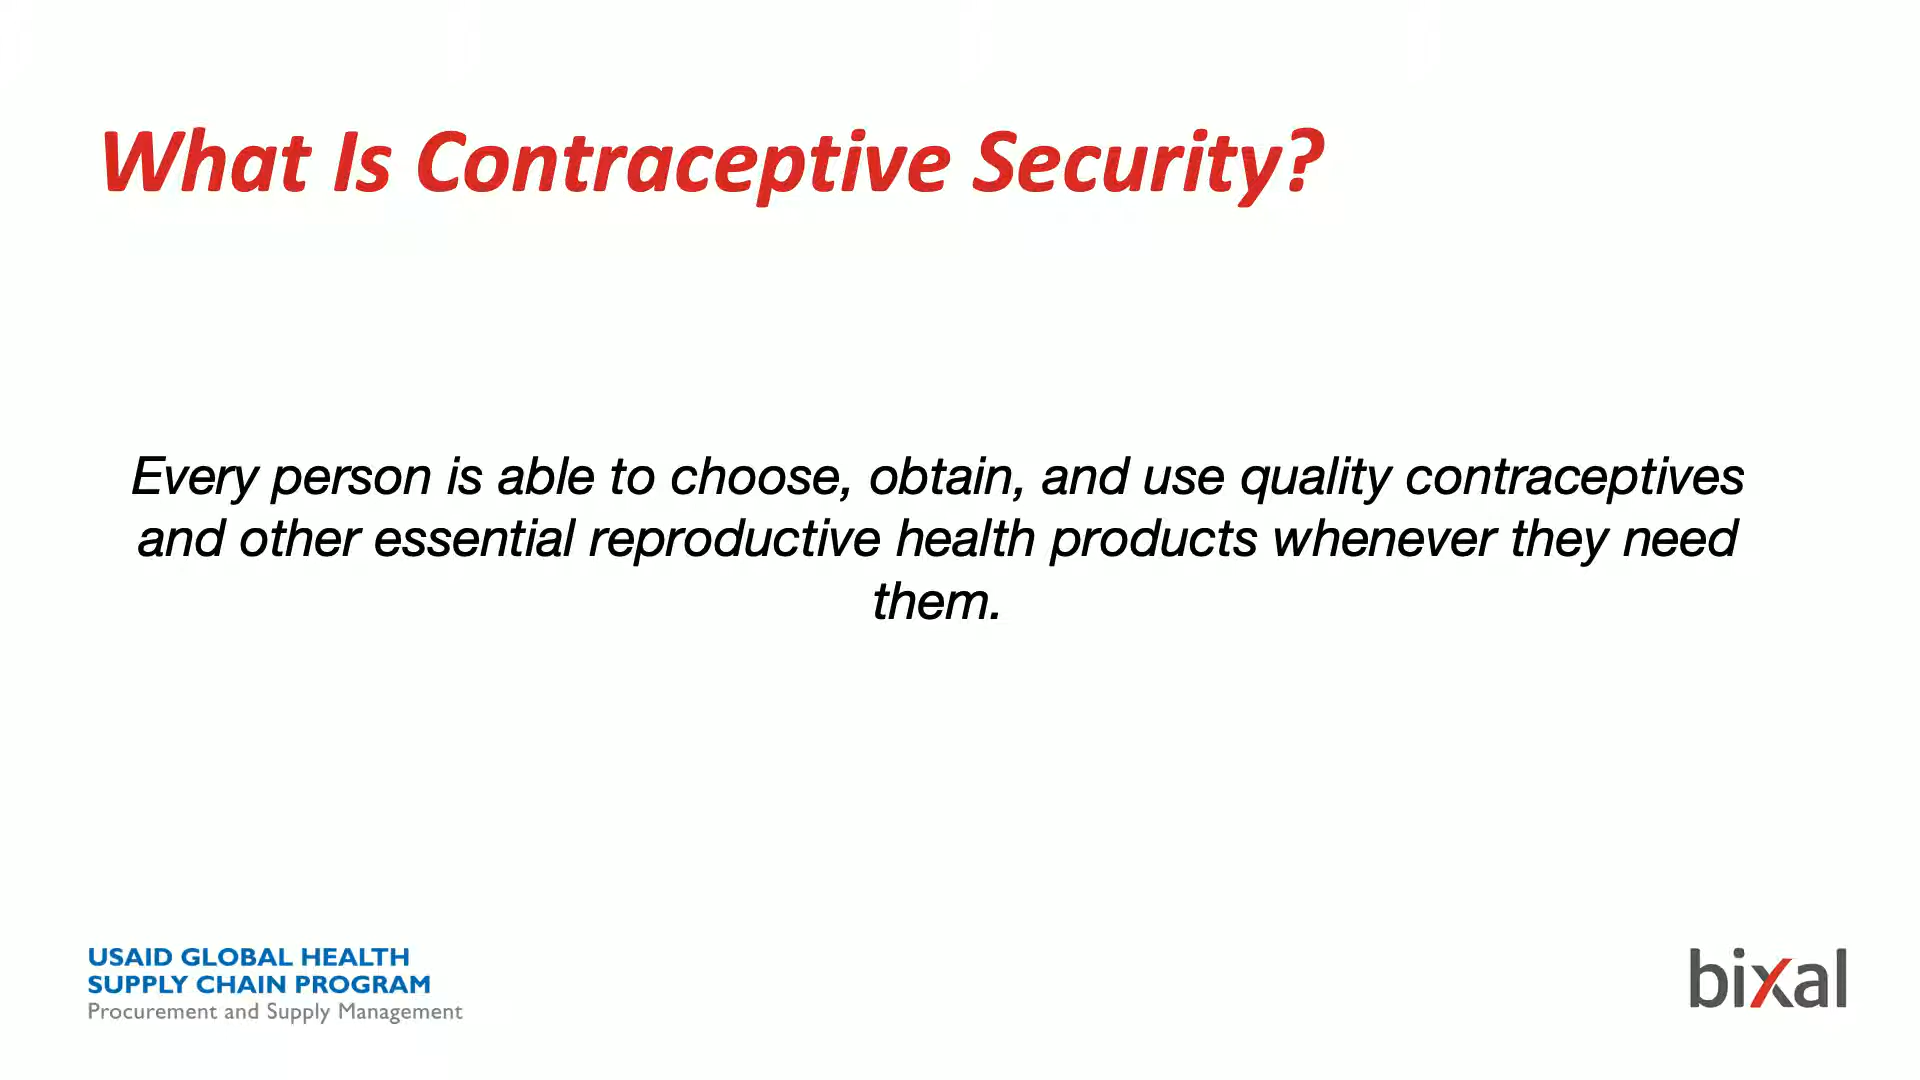 What Is Contraceptive Security?
Every person is able to choose, obtain, and use quality contraceptives
and other essential reproductive health products whenever they need
them.
USAID GLOBAL HEALTH
SUPPLY CHAIN PROGRAM
Procurement and Supply Management
bixal